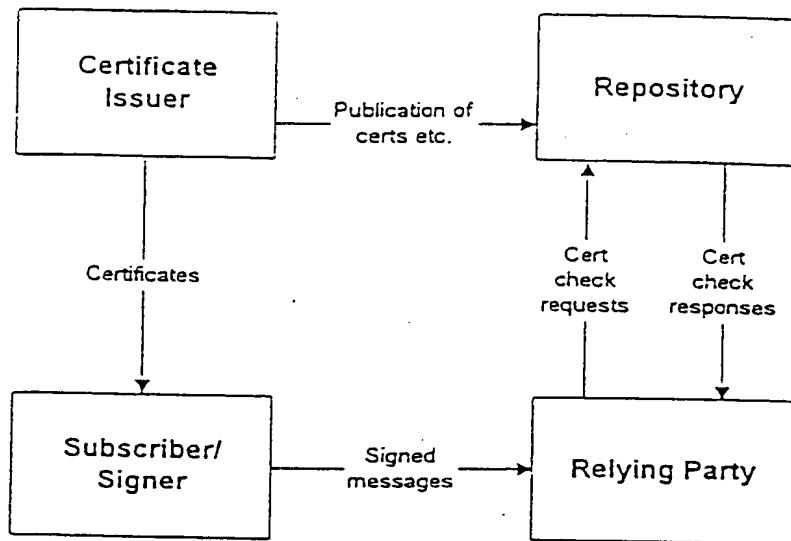 Certificate
Issuer
Repository
Publication of
certs etc.
Certificates
Cert
check
requests
Cert
check
responses
Subscriber/
Signer
Signed
messages
Relying Party